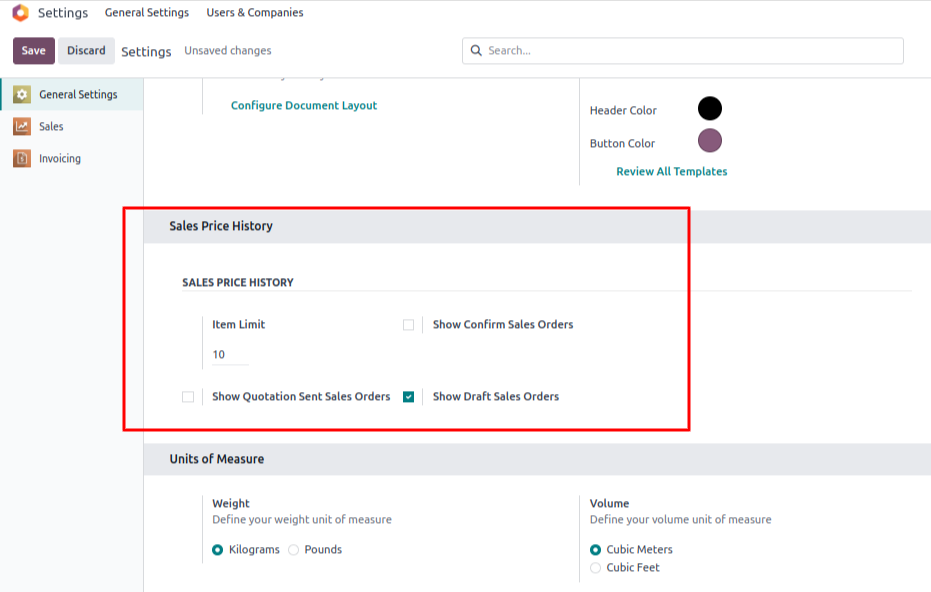 Settings General Settings Users & Companies
Save Discard Settings Unsaved changes Search...
General Settings
Sales
Invoicing
Configure Document Layout
Header Color
Button Color
Review All Templates
Sales Price History
SALES PRICE HISTORY
Item Limit Show Confirm Sales Orders
10
Show Quotation Sent Sales Orders Show Draft Sales Orders
Units of Measure
Weight
Define your weight unit of measure
Kilograms Pounds
Volume
Define your volume unit of measure
Cubic Meters
Cubic Feet